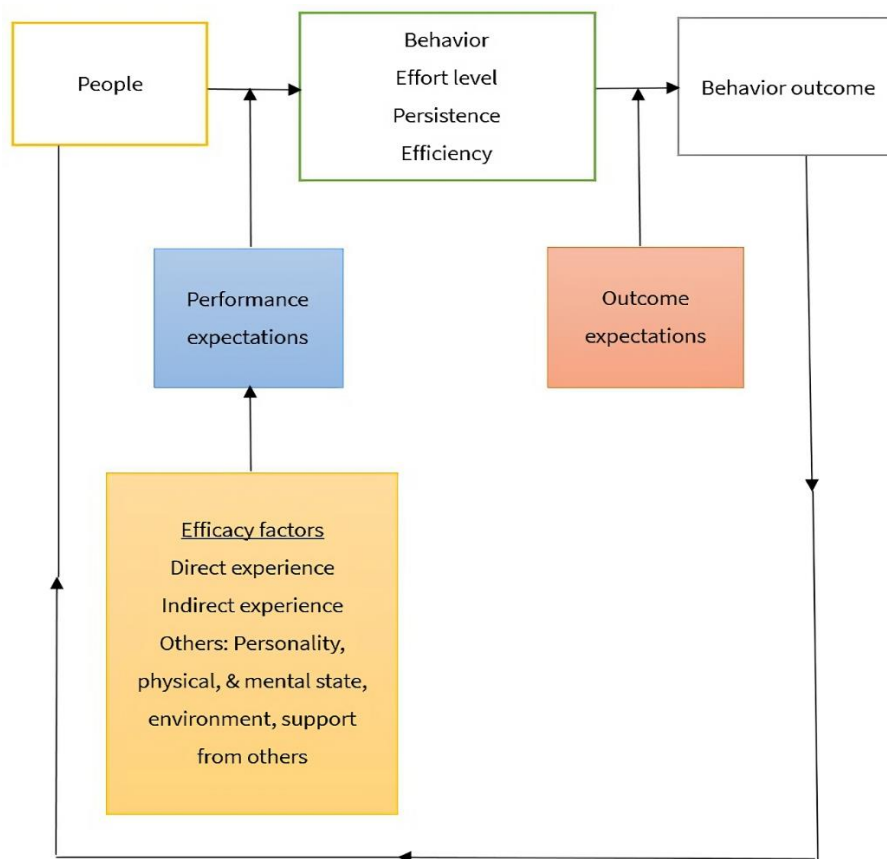 People
Behavior
Effort level
Persistence
Efficiency
Behavior outcome
Performance
expectations
Outcome
expectations
Efficacy factors
Direct experience
Indirect experience
Others: Personality,
physical, & mental state,
environment, support
from others